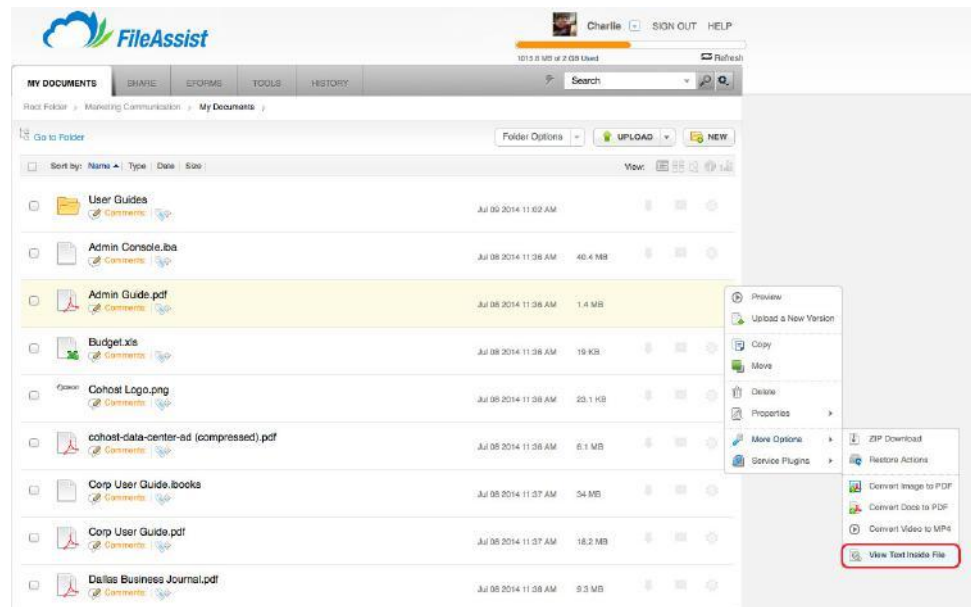 FileAssist
Charlie SIGN OUT HELP
1013.8 MB of 2 GB Used Refresh
MY DOCUMENTS SHARE EFORMS TOOLS HISTORY Search
Root Folder Marketing Communication My Documents
Go to Folder Folder Options UPLOAD NEW
Sort by: Name Type Date Size View:
User Guides
Comments Jul 09 2014 11:02 AM
Admin Console.iba
Comments Jul 08 2014 11:36 AM 40.4 MB
Admin Guide.pdf
Comments Jul 08 2014 11:36 AM 1.4 MB
Budget.xls
Comments Jul 08 2014 11:36 AM 19 KB
Cohost Logo.png
Comments Jul 08 2014 11:36 AM 23.1 KB
cohost-data-center-ad (compressed).pdf
Comments Jul 08 2014 11:36 AM 6.1 MB
Corp User Guide.ibooks
Comments Jul 08 2014 11:37 AM 34 MB
Corp User Guide.pdf
Comments Jul 08 2014 11:37 AM 18.2 MB
Dallas Business Journal.pdf
Comments Jul 08 2014 11:36 AM 9.3 MB
Preview
Upload a New Version
Copy
Move
Delete
Properties
More Options
Service Plugins
ZIP Download
Restore Actions
Convert Image to PDF
Convert Docs to PDF
Convert Video to MP4
View Text Inside File